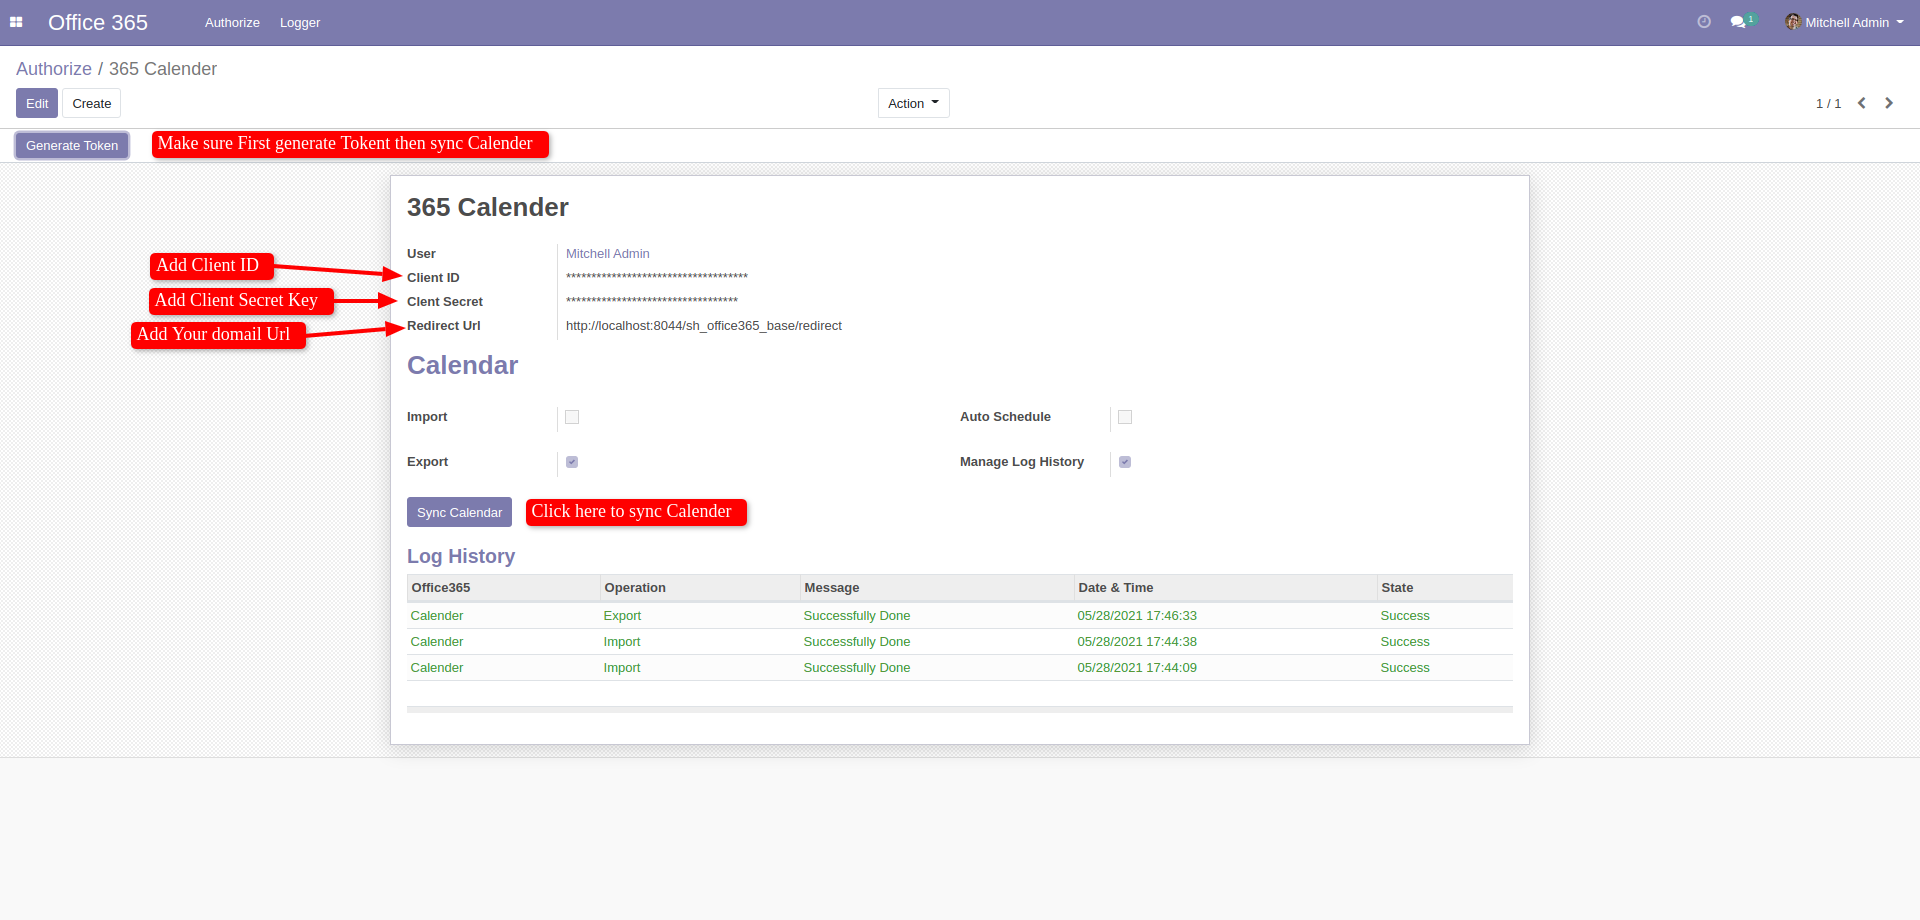 Office 365 Authorize Logger 1 Mitchell Admin
Authorize / 365 Calender
Edit Create Action 1 / 1
Generate Token Make sure First generate Tokent then sync Calender
365 Calender
User Mitchell Admin
Add Client ID
Client ID ************************************
Add Client Secret Key
Clent Secret **********************************
Add Your domail Url
Redirect Url http://localhost:8044/sh_office365_base/redirect
Calendar
Import Auto Schedule
Export Manage Log History
Sync Calendar Click here to sync Calender
Log History
Office365 Operation Message Date & Time State
Calender Export Successfully Done 05/28/2021 17:46:33 Success
Calender Import Successfully Done 05/28/2021 17:44:38 Success
Calender Import Successfully Done 05/28/2021 17:44:09 Success